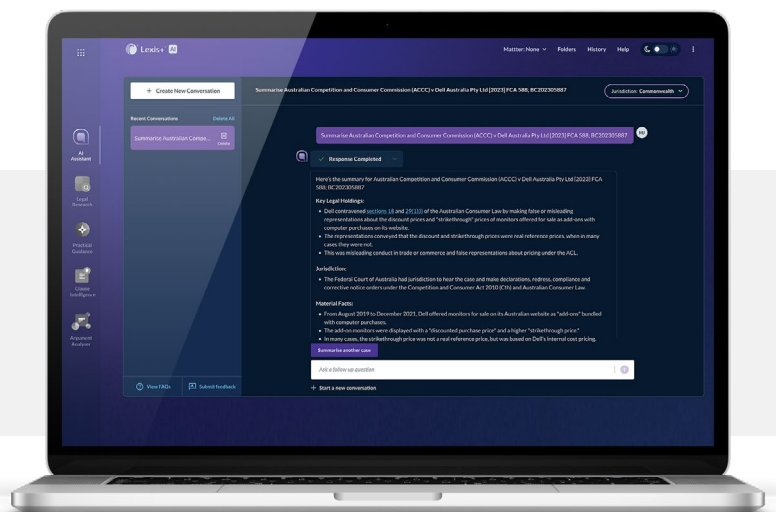 Lexis+ AI
Mattter: None
Folders
History
Help
+ Create New Conversation
Summarise Australian Competition and Consumer Commission (ACCC) v Dell Australia Pty Ltd [2023] FCA 588; BC202305887
Jurisdiction: Commonwealth
Recent Conversations
Delete All
Summarise Australian Compe...
Delete
AI
Assistant
Legal
Research
Practical
Guidance
Clause
Intelligence
Argument
Analyser
Summarise Australian Competition and Consumer Commission (ACCC) v Dell Australia Pty Ltd [2023] FCA 588; BC202305887
Response Completed
Here's the summary for Australian Competition and Consumer Commission (ACCC) v Dell Australia Pty Ltd [2023] FCA
588; BC202305887
Key Legal Holdings:
• Dell contravened sections 18 and 29(1)(i) of the Australian Consumer Law by making false or misleading
representations about the discount prices and "strikethrough" prices of monitors offered for sale as add-ons with
computer purchases on its website.
• The representations conveyed that the discount and strikethrough prices were real reference prices, when in many
cases they were not.
• This was misleading conduct in trade or commerce and false representations about pricing under the ACL.
Jurisdiction:
• The Federal Court of Australia had jurisdiction to hear the case and make declarations, redress, compliance and
corrective notice orders under the Competition and Consumer Act 2010 (Cth) and Australian Consumer Law.
Material Facts:
• From August 2019 to December 2021, Dell offered monitors for sale on its Australian website as "add-ons" bundled
with computer purchases.
• The add-on monitors were displayed with a "discounted purchase price" and a higher "strikethrough price."
• In many cases, the strikethrough price was not a real reference price, but was based on Dell's internal cost pricing.
Summarise another case
Ask a follow up question
+ Start a new conversation
View FAQs
Submit feedback